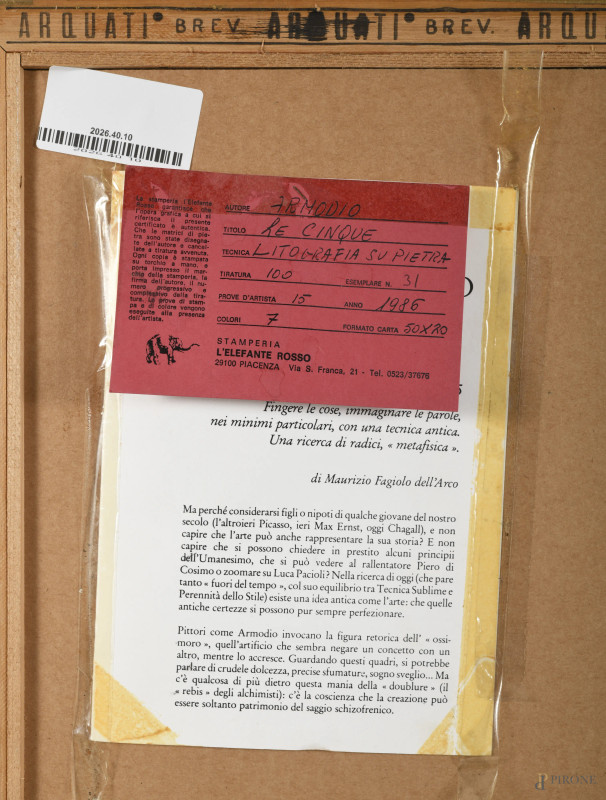 ARQUATI BREV. ARQUATI BREV. ARQUATI
2026.40.10
2026.40.10
La stamperia l'Elefante
Rosso garantisce che
l'opera grafica a cui si
riferisce il presente
certificato è autentica.
Che le matrici di pie-
tra sono state disegna-
te dall'autore e cancel-
late a tiratura avvenuta.
Ogni copia è stampata
su torchio a mano, e
porta impresso il mar-
chio della stamperia, la
firma dell'autore, il nu-
mero progressivo e
complessivo della tira-
tura. Le prove di stam-
pa e di colore vengono
eseguite alla presenza
dell'artista.
AUTORE ARMODIO
TITOLO RE CINQUE
TECNICA LITOGRAFIA SU PIETRA
TIRATURA 100 ESEMPLARE N. 31
PROVE D'ARTISTA 15 ANNO 1986
COLORI 7 FORMATO CARTA 50X70
STAMPERIA
L'ELEFANTE ROSSO
29100 PIACENZA Via S. Franca, 21 - Tel. 0523/37676
Fingere le cose, immaginare le parole,
nei minimi particolari, con una tecnica antica.
Una ricerca di radici, « metafisica ».
di Maurizio Fagiolo dell'Arco
Ma perché considerarsi figli o nipoti di qualche giovane del nostro
secolo (l'altroieri Picasso, ieri Max Ernst, oggi Chagall), e non
capire che l'arte può anche rappresentare la sua storia? E non
capire che si possono chiedere in prestito alcuni principii
dell'Umanesimo, che si può vedere al rallentatore Piero di
Cosimo o zoomare su Luca Pacioli? Nella ricerca di oggi (che pare
tanto « fuori del tempo », col suo equilibrio tra Tecnica Sublime e
Perennità dello Stile) esiste una idea antica come l'arte: che quelle
antiche certezze si possono pur sempre perfezionare.
Pittori come Armodio invocano la figura retorica dell' « ossi-
moro », quell'artificio che sembra negare un concetto con un
altro, mentre lo accresce. Guardando questi quadri, si potrebbe
parlare di crudele dolcezza, precise sfumature, sogno sveglio... Ma
c'è qualcosa di più dietro questa mania della « doublure » (il
« rebis » degli alchimisti): c'è la coscienza che la creazione può
essere soltanto patrimonio del saggio schizofrenico.
PIRONE